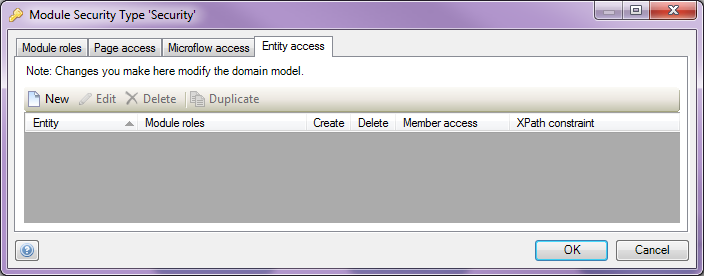 Module Security Type 'Security'
Module roles Page access Microflow access Entity access
Note: Changes you make here modify the domain model.
New Edit Delete Duplicate
Entity Module roles Create Delete Member access XPath constraint
? OK Cancel